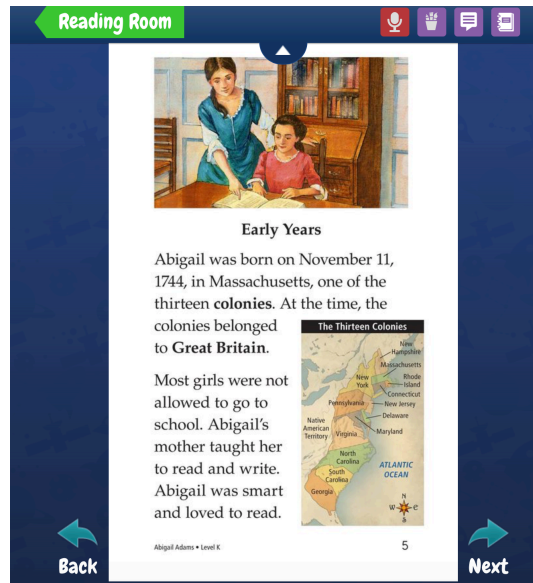 Reading Room
Early Years
Abigail was born on November 11,
1744, in Massachusetts, one of the
thirteen colonies. At the time, the
colonies belonged
to Great Britain.
Most girls were not
allowed to go to
school. Abigail's
mother taught her
to read and write.
Abigail was smart
and loved to read.
The Thirteen Colonies
New
Hampshire
Massachusetts
New
York
Rhode
Island
Connecticut
Pennsylvania
New Jersey
Delaware
Native
American
Territory
Virginia
Maryland
North
Carolina
South
Carolina
ATLANTIC
OCEAN
Georgia
N
W
E
S
Abigail Adams • Level K
5
Back
Next